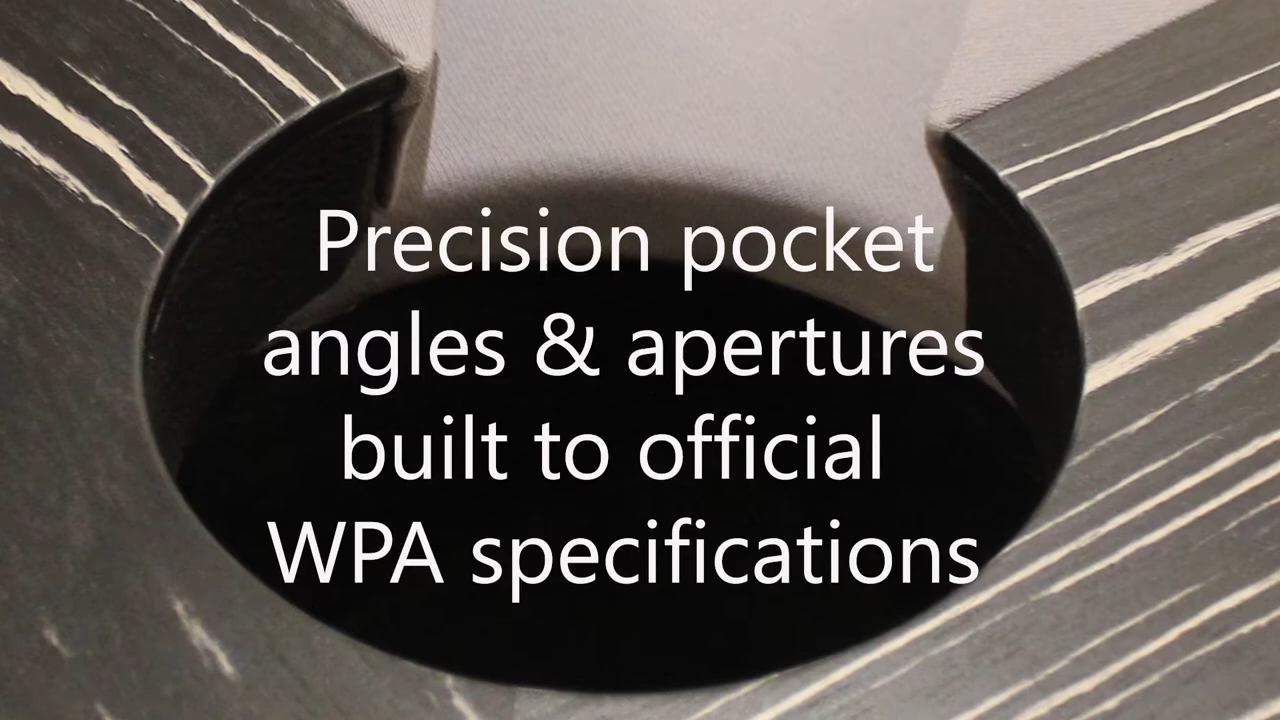 Precision pocket
angles & apertures
built to official
WPA specifications